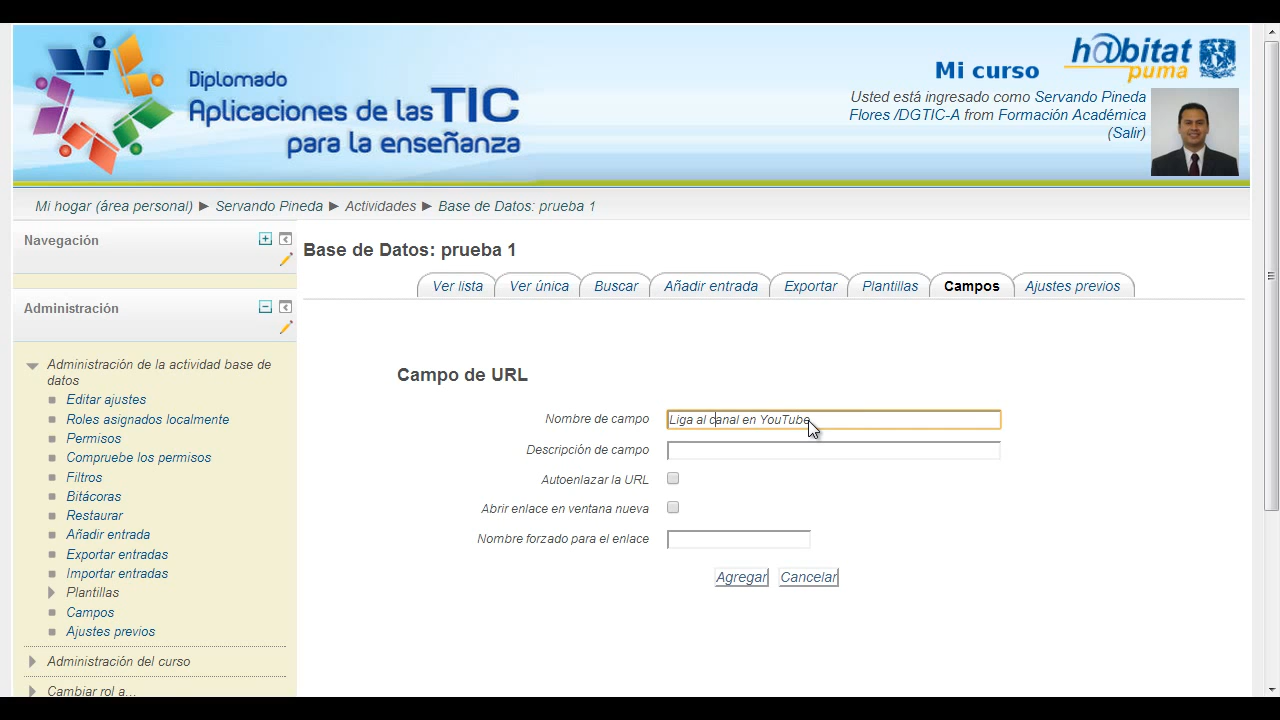 Diplomado
Aplicaciones de las TIC
para la enseñanza
Mi curso
h@bitat
puma
Usted está ingresado como Servando Pineda
Flores /DGTIC-A from Formación Académica
(Salir)
Mi hogar (área personal) ► Servando Pineda ► Actividades ► Base de Datos: prueba 1
Navegación
Administración
Administración de la actividad base de
datos
Editar ajustes
Roles asignados localmente
Permisos
Compruebe los permisos
Filtros
Bitácoras
Restaurar
Añadir entrada
Exportar entradas
Importar entradas
Plantillas
Campos
Ajustes previos
Administración del curso
Cambiar rol a...
Base de Datos: prueba 1
Ver lista
Ver única
Buscar
Añadir entrada
Exportar
Plantillas
Campos
Ajustes previos
Campo de URL
Nombre de campo
Liga al canal en YouTube
Descripción de campo
Autoenlazar la URL
Abrir enlace en ventana nueva
Nombre forzado para el enlace
Agregar
Cancelar